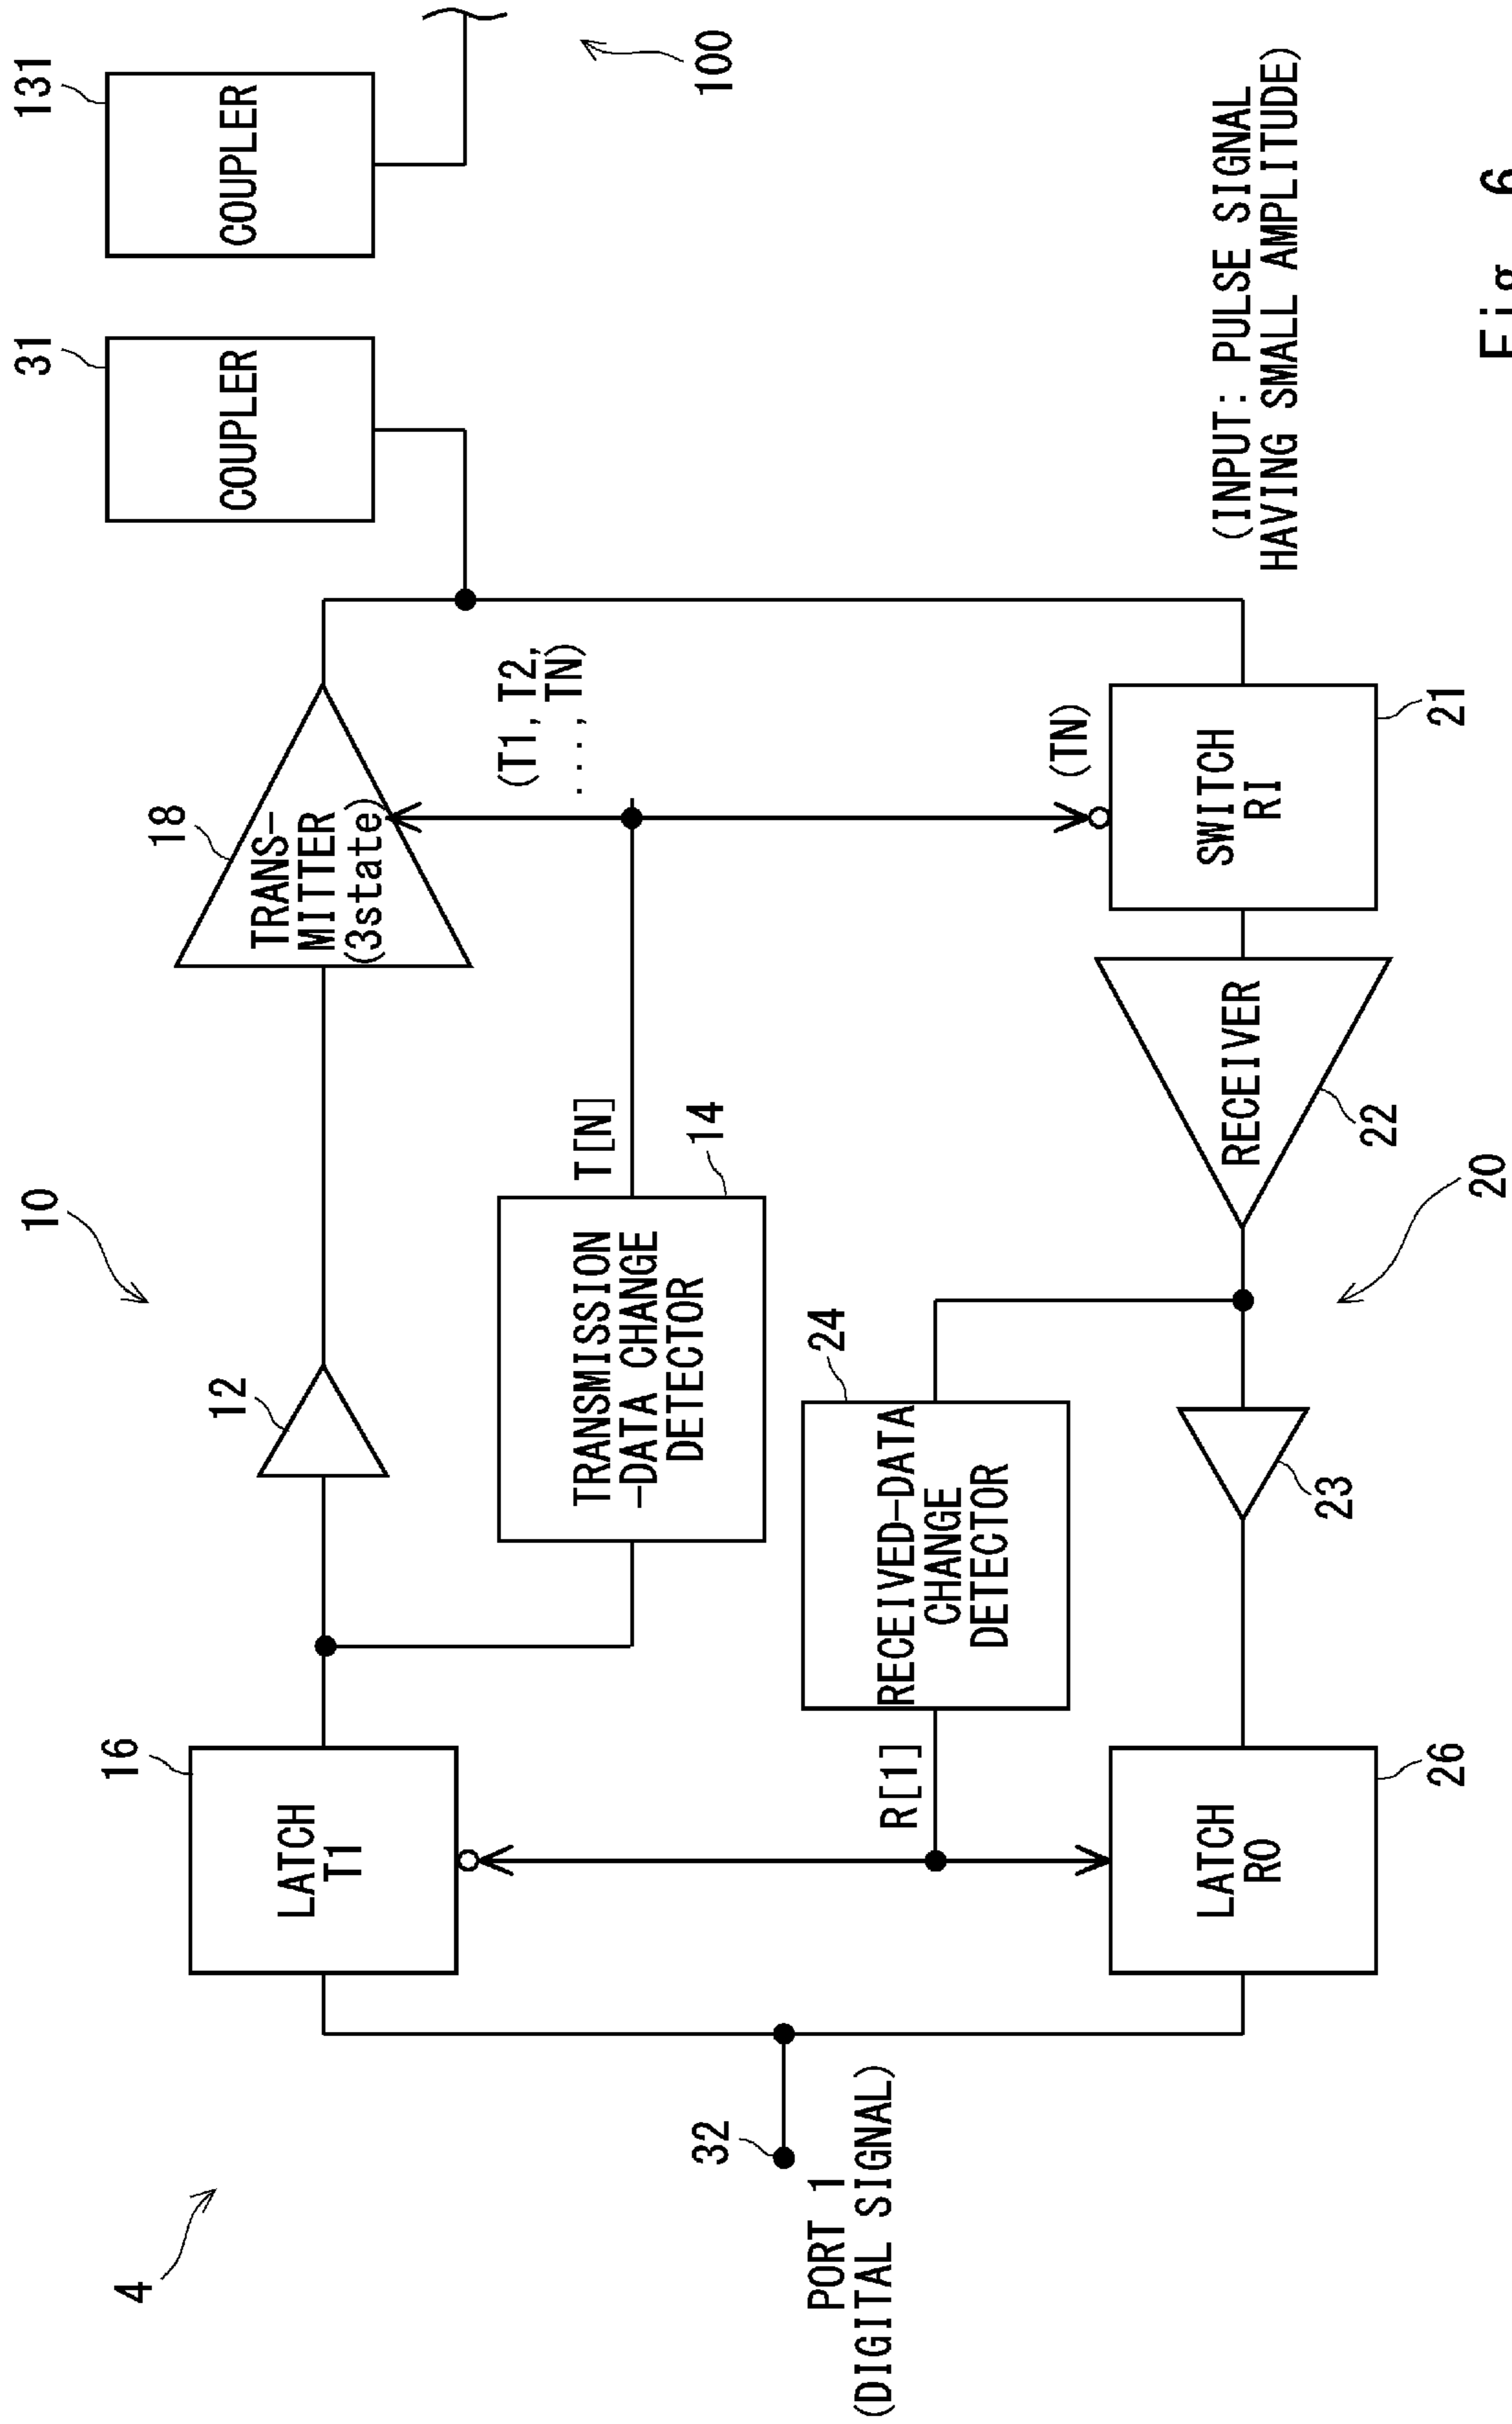 4
10
16
LATCH
T1
12
18
TRANS-
MITTER
(3state)
31
COUPLER
131
COUPLER
100
TRANSMISSION
-DATA CHANGE
DETECTOR
14
T[N]
(T1, T2,
..., TN)
(TN)
32
PORT 1
(DIGITAL SIGNAL)
R[1]
24
RECEIVED-DATA
CHANGE
DETECTOR
LATCH
RO
26
23
RECEIVER
22
SWITCH
RI
21
20
(INPUT: PULSE SIGNAL
HAVING SMALL AMPLITUDE)
Fig. 6